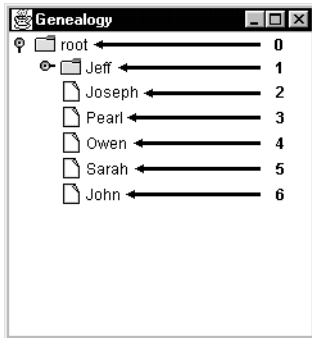 Genealogy
root 0
Jeff 1
Joseph 2
Pearl 3
Owen 4
Sarah 5
John 6